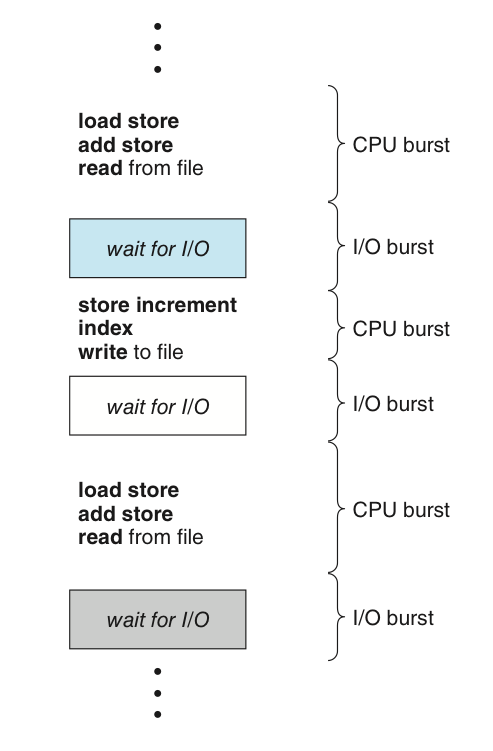 load store
add store
read from file
CPU burst
wait for I/O
I/O burst
store increment
index
write to file
CPU burst
wait for I/O
I/O burst
load store
add store
read from file
CPU burst
wait for I/O
I/O burst